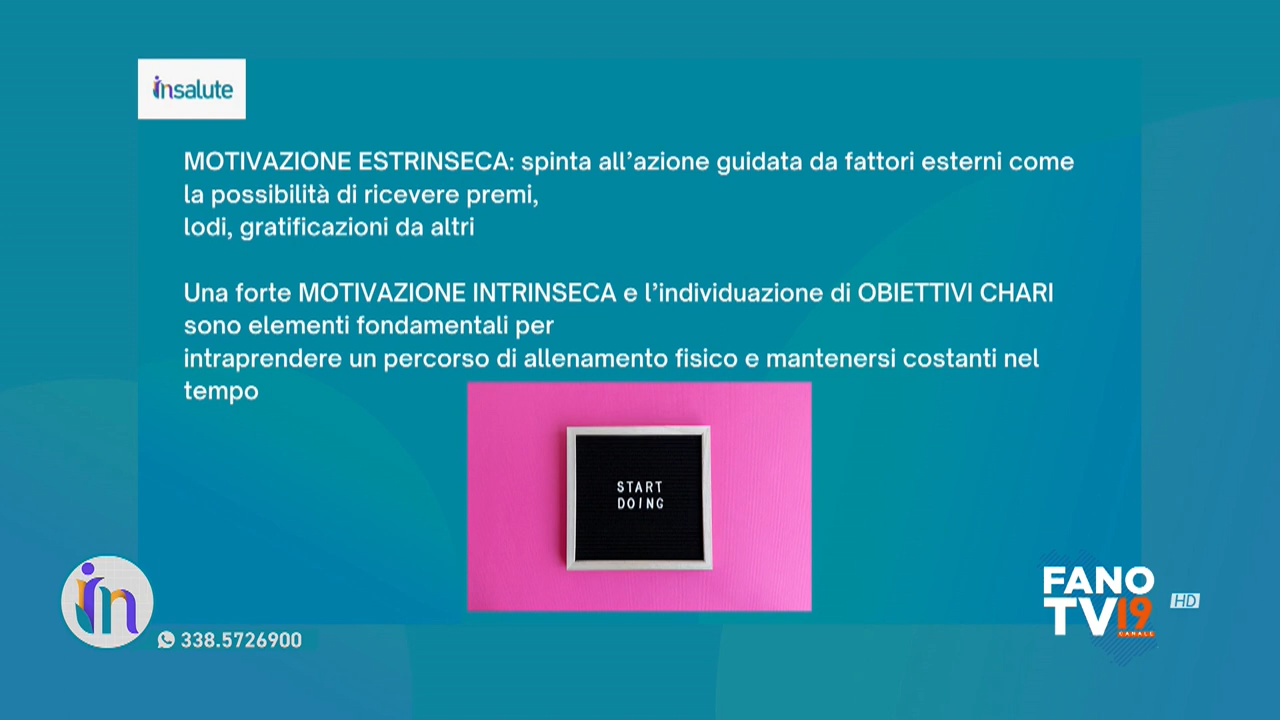 insalute
MOTIVAZIONE ESTRINSECA: spinta all’azione guidata da fattori esterni come
la possibilità di ricevere premi,
lodi, gratificazioni da altri
Una forte MOTIVAZIONE INTRINSECA e l’individuazione di OBIETTIVI CHARI
sono elementi fondamentali per
intraprendere un percorso di allenamento fisico e mantenersi costanti nel
tempo
START
DOING
in
338.5726900
FANO
TV19
CANALE
HD